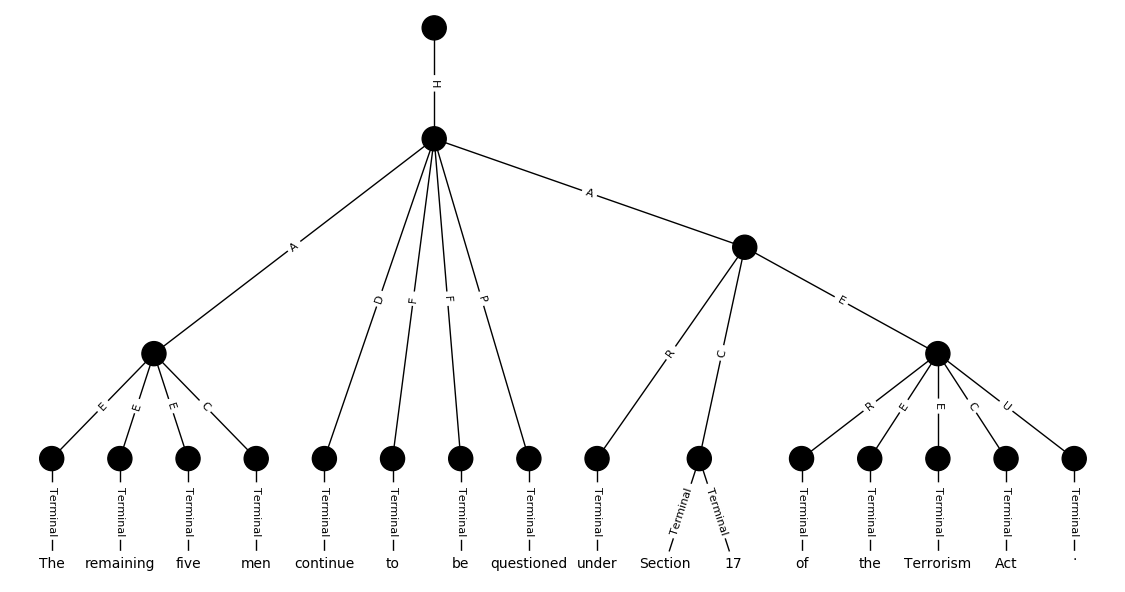 H
A
A
D F F P
E
R C
E E E C
R E E C U
Terminal Terminal Terminal Terminal Terminal Terminal Terminal Terminal Terminal Terminal Terminal Terminal Terminal Terminal Terminal Terminal
The remaining five men continue to be questioned under Section 17 of the Terrorism Act .